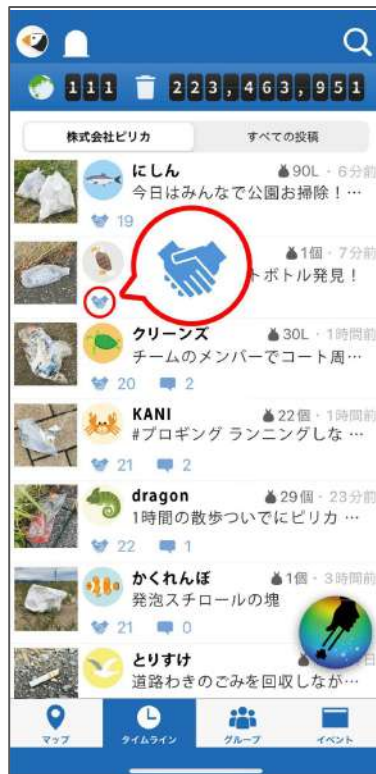 111 223,463,951
株式会社ピリカ すべての投稿
にしん 90L・6分前
今日はみんなで公園お掃除！…
19
1個・7分前
トボトル発見！
クリーンズ 30L・1時間前
チームのメンバーでコート周…
20 2
KANI 22個・1時間前
#プロギング ランニングしな …
21 2
dragon 29個・23分前
1時間の散歩ついでにピリカ …
22 1
かくれんぼ 1個・3時間前
発泡スチロールの塊
21 0
とりすけ 日
道路わきのごみを回収しなが…
マップ タイムライン グループ イベント